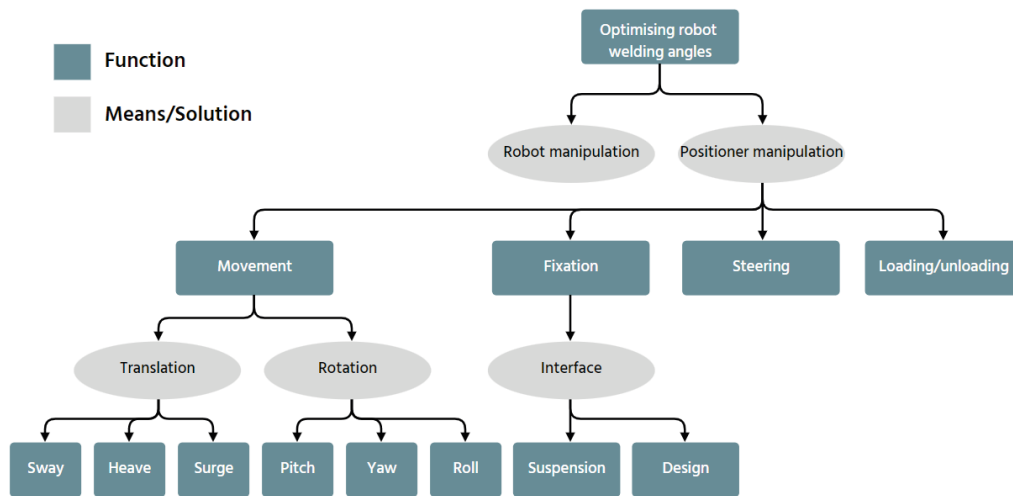 Optimising robot
welding angles
Function
Means/Solution
Robot manipulation
Positioner manipulation
Movement
Fixation
Steering
Loading/unloading
Translation
Rotation
Interface
Sway
Heave
Surge
Pitch
Yaw
Roll
Suspension
Design